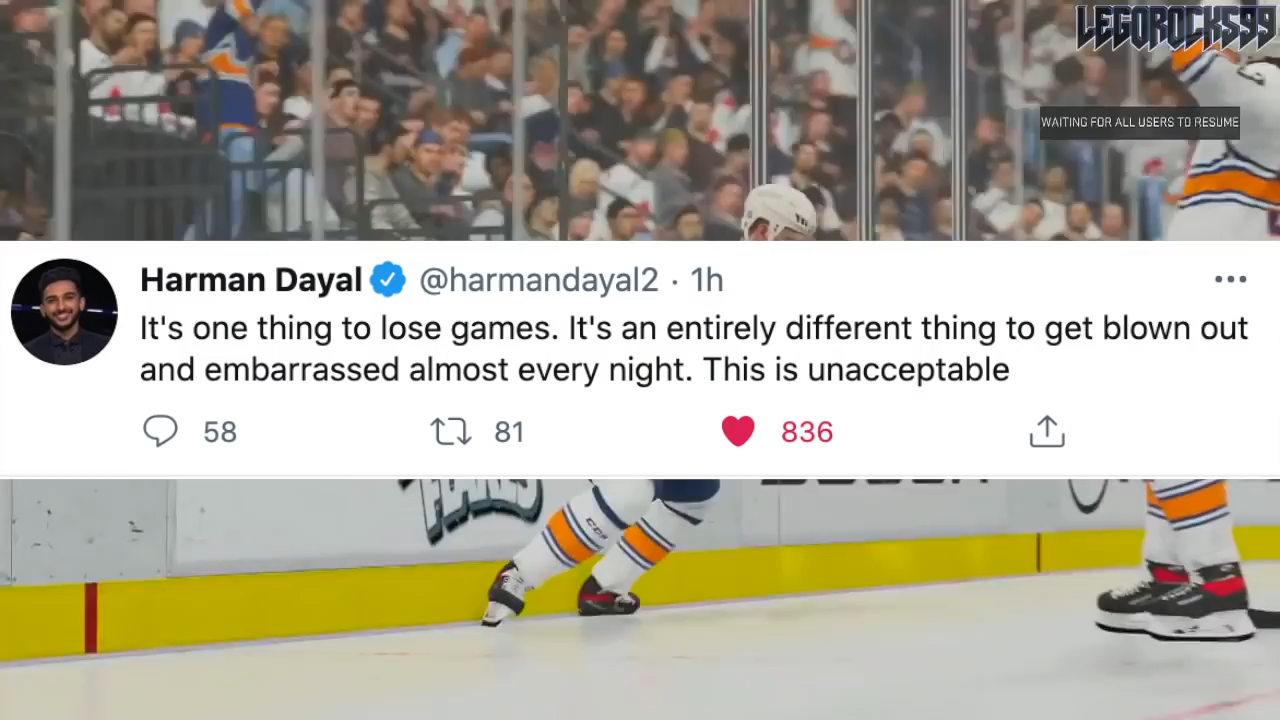 LEGOROCKS99
WAITING FOR ALL USERS TO RESUME
Harman Dayal @harmandayal2 · 1h
It's one thing to lose games. It's an entirely different thing to get blown out
and embarrassed almost every night. This is unacceptable
58 81 836
CCM